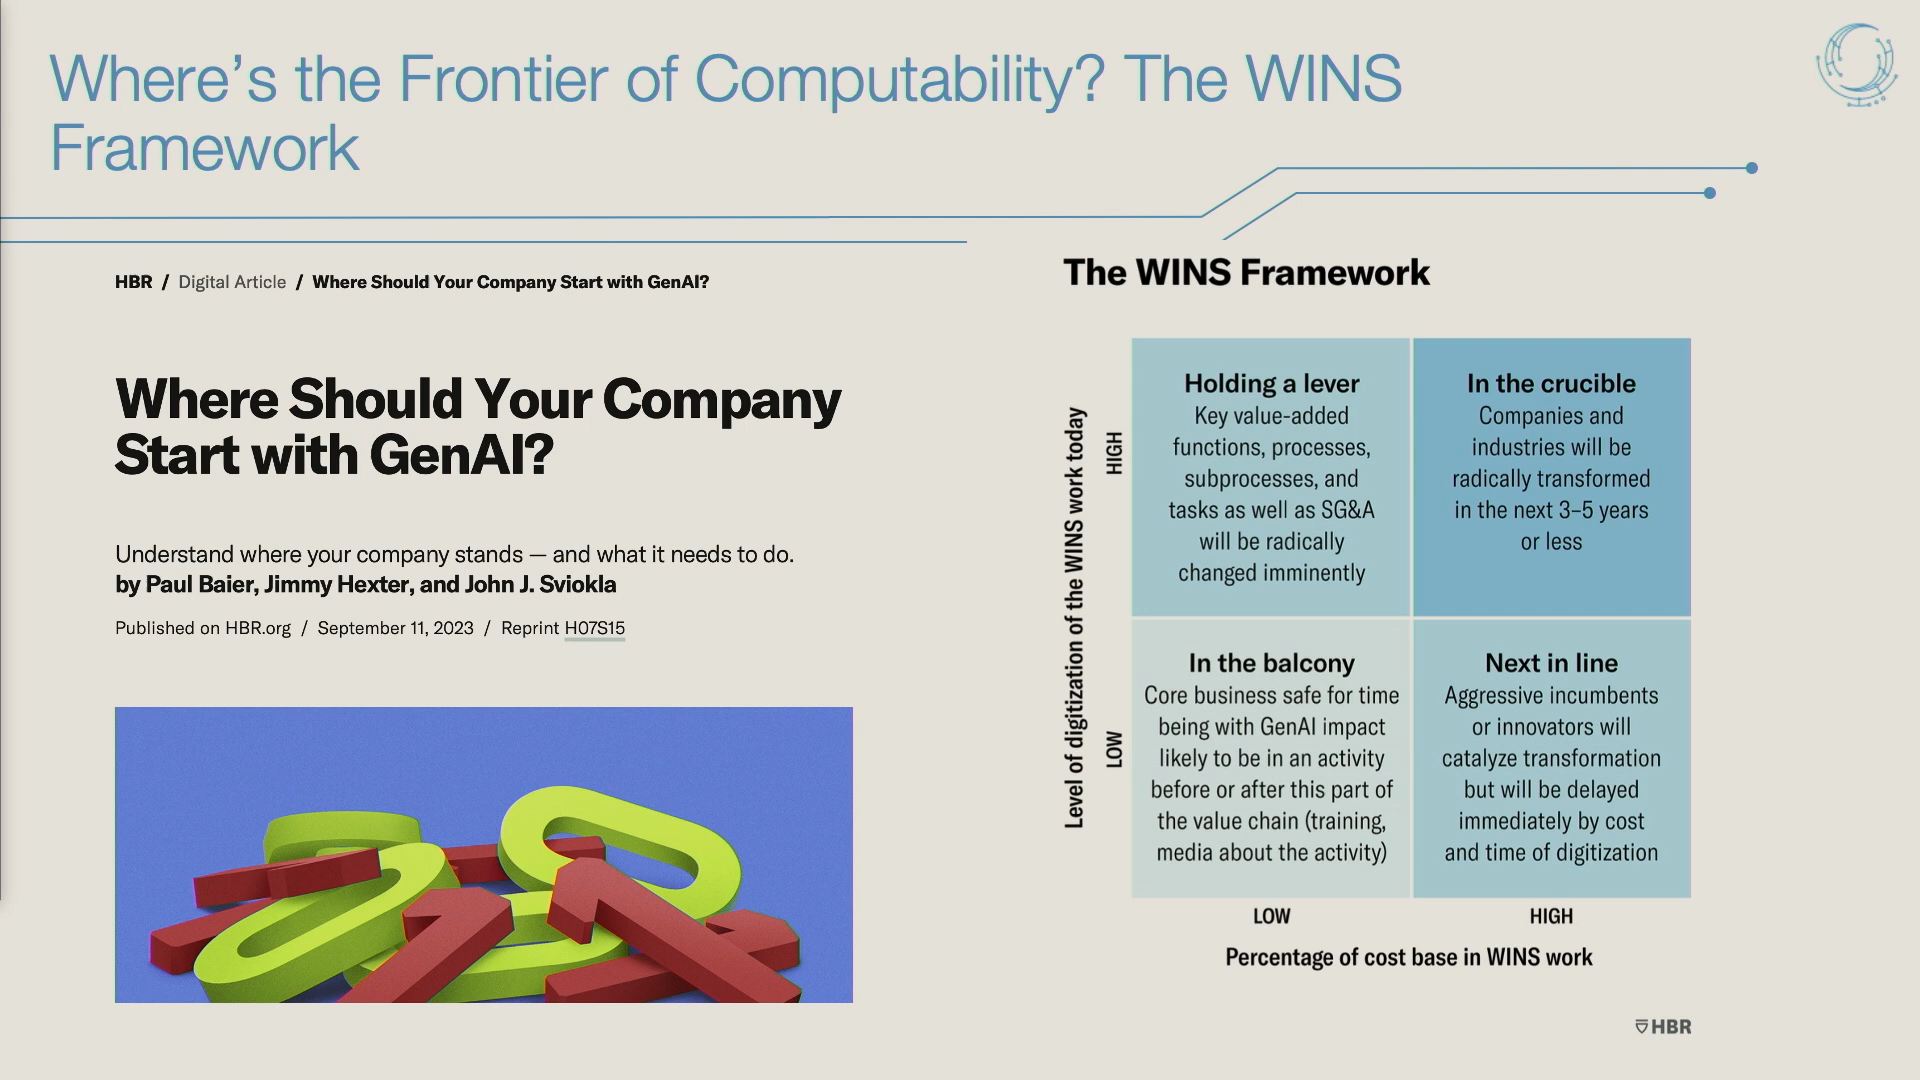 Where’s the Frontier of Computability? The WINS
Framework
HBR / Digital Article / Where Should Your Company Start with GenAI?
Where Should Your Company
Start with GenAI?
Understand where your company stands — and what it needs to do.
by Paul Baier, Jimmy Hexter, and John J. Sviokla
Published on HBR.org / September 11, 2023 / Reprint H07S15
The WINS Framework
Level of digitization of the WINS work today
HIGH
Holding a lever
Key value-added
functions, processes,
subprocesses, and
tasks as well as SG&A
will be radically
changed imminently
In the crucible
Companies and
industries will be
radically transformed
in the next 3–5 years
or less
LOW
In the balcony
Core business safe for time
being with GenAI impact
likely to be in an activity
before or after this part of
the value chain (training,
media about the activity)
Next in line
Aggressive incumbents
or innovators will
catalyze transformation
but will be delayed
immediately by cost
and time of digitization
LOW
HIGH
Percentage of cost base in WINS work
HBR